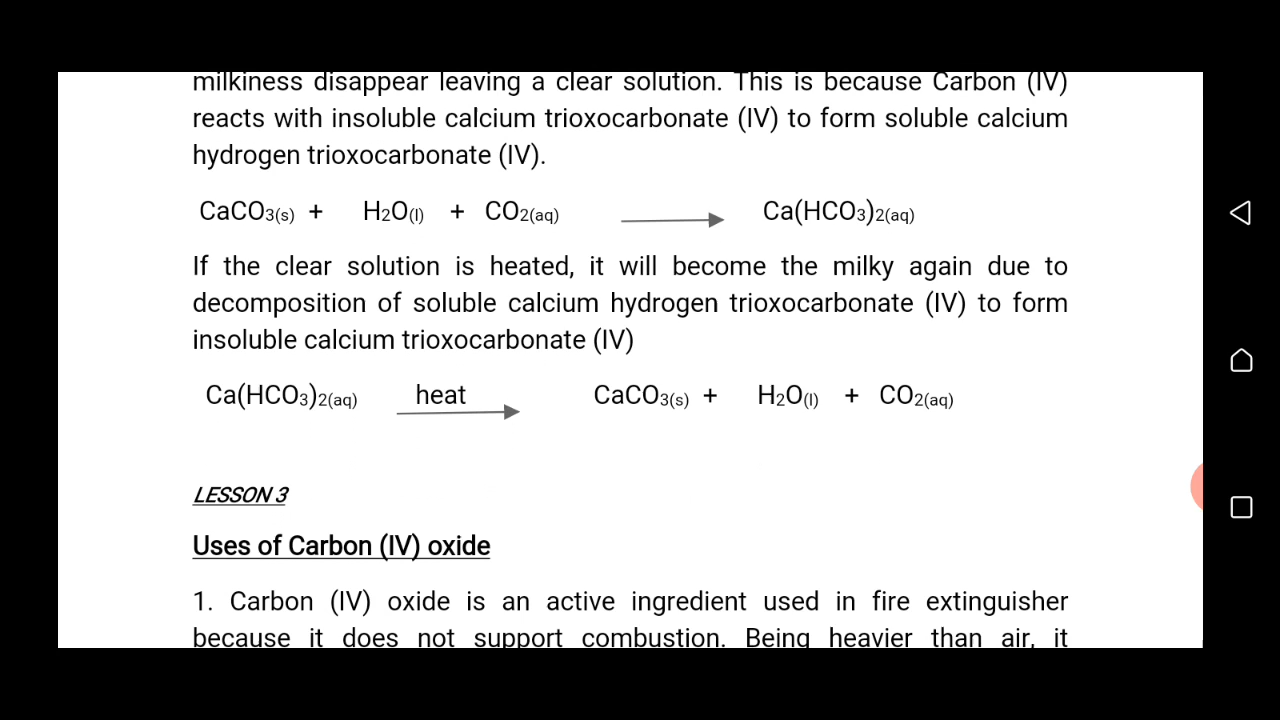 milkiness disappear leaving a clear solution. This is because Carbon (IV)
reacts with insoluble calcium trioxocarbonate (IV) to form soluble calcium
hydrogen trioxocarbonate (IV).
CaCO3(s) + H2O(l) + CO2(aq) → Ca(HCO3)2(aq)
If the clear solution is heated, it will become the milky again due to
decomposition of soluble calcium hydrogen trioxocarbonate (IV) to form
insoluble calcium trioxocarbonate (IV)
Ca(HCO3)2(aq) heat → CaCO3(s) + H2O(l) + CO2(aq)
LESSON 3
Uses of Carbon (IV) oxide
1. Carbon (IV) oxide is an active ingredient used in fire extinguisher
because it does not support combustion. Being heavier than air, it